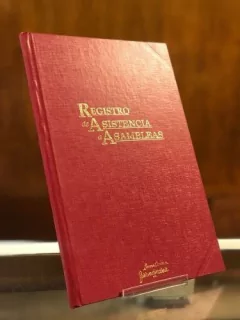 REGISTRO
de ASISTENCIA
a ASAMBLEAS